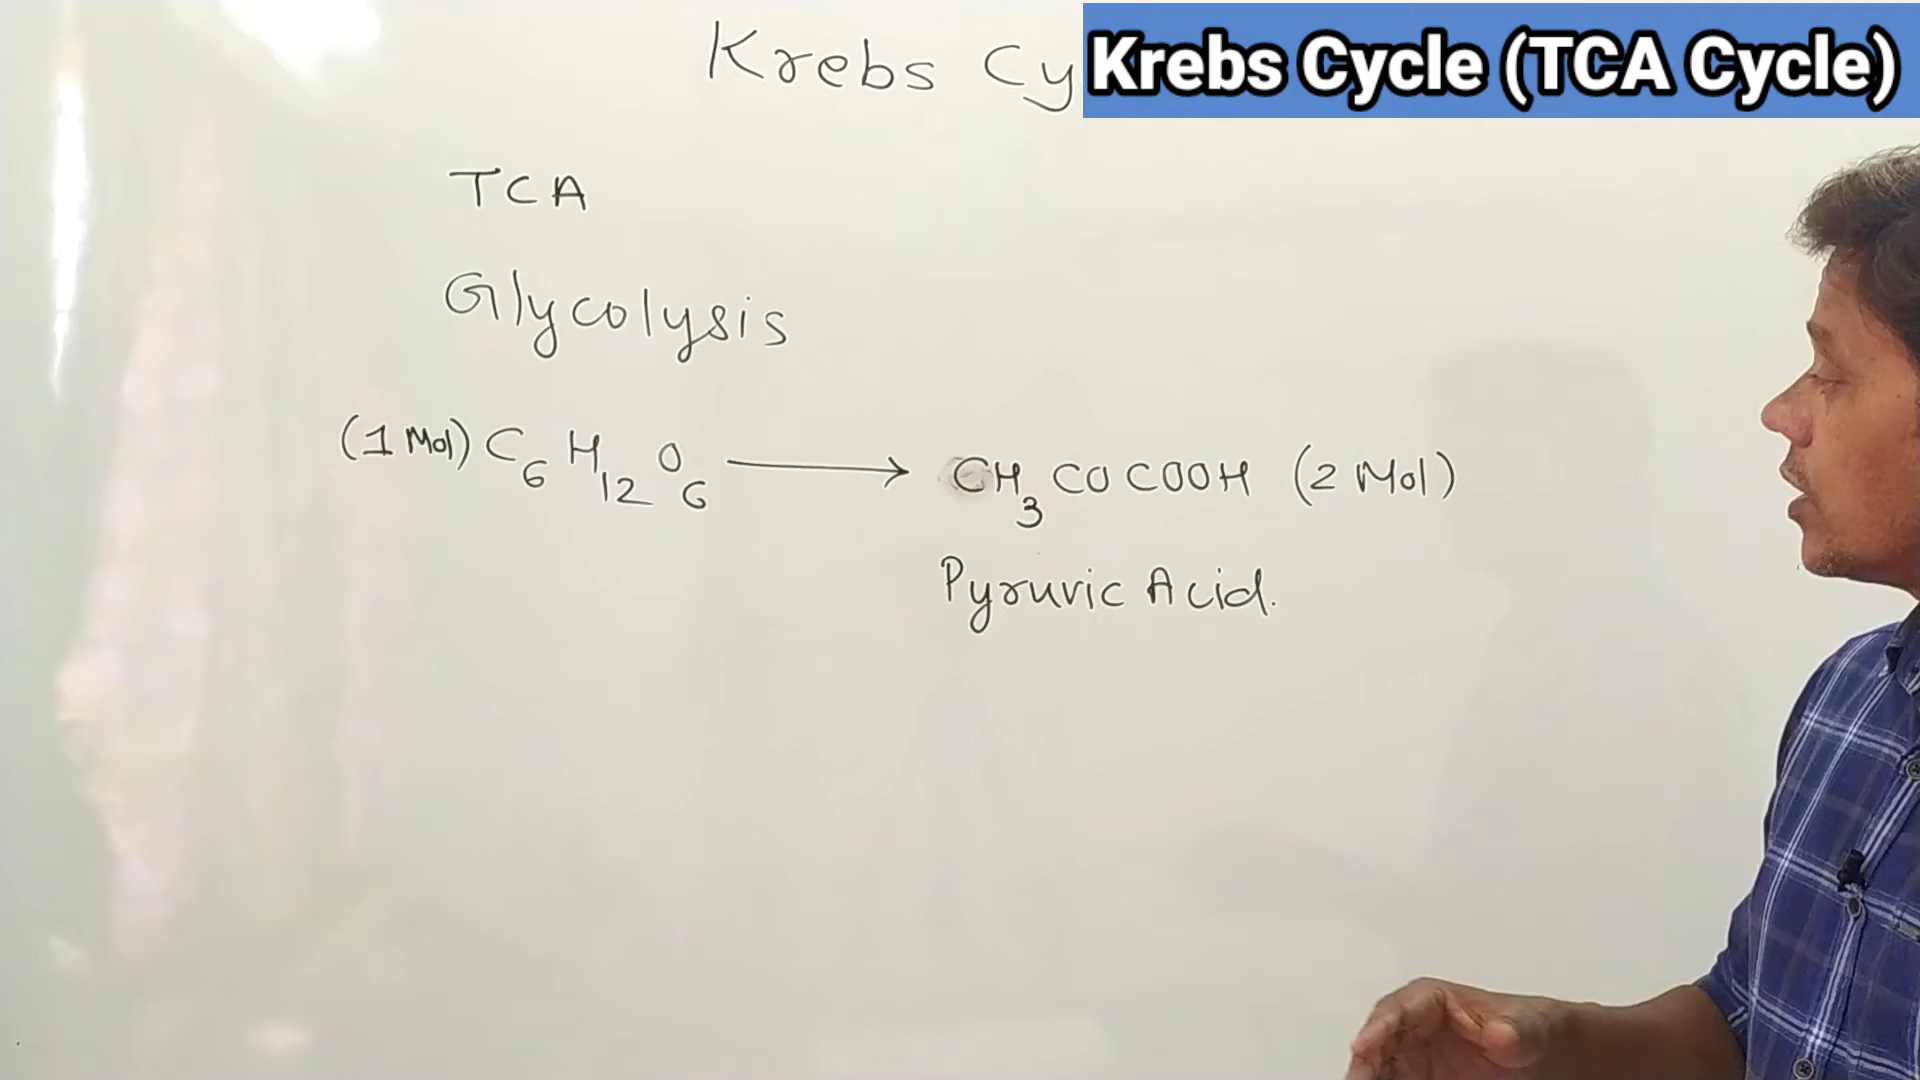 Krebs Cy
Krebs Cycle (TCA Cycle)
TCA
Glycolysis
(1 Mol) C6H12O6 → CH3COCOOH (2 Mol)
Pyruvic Acid.